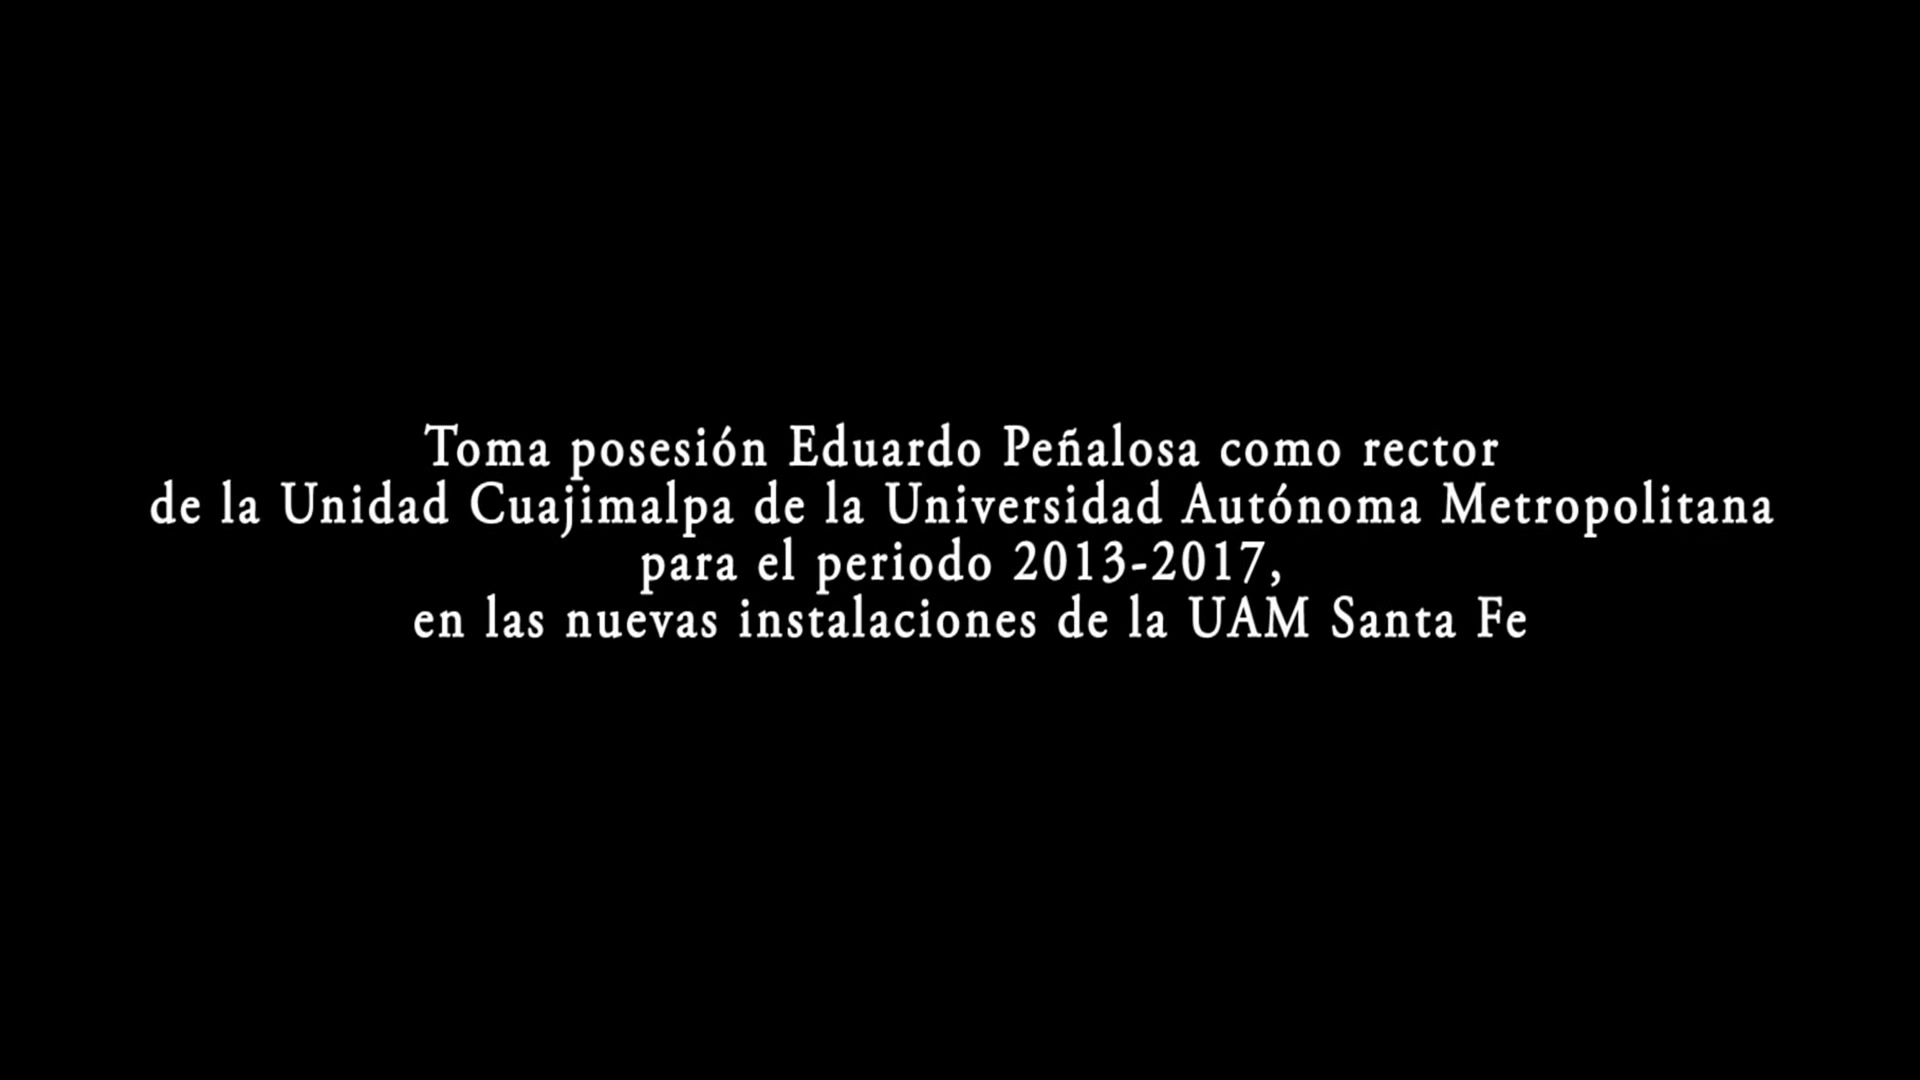 Toma posesión Eduardo Peñalosa como rector
de la Unidad Cuajimalpa de la Universidad Autónoma Metropolitana
para el periodo 2013-2017,
en las nuevas instalaciones de la UAM Santa Fe